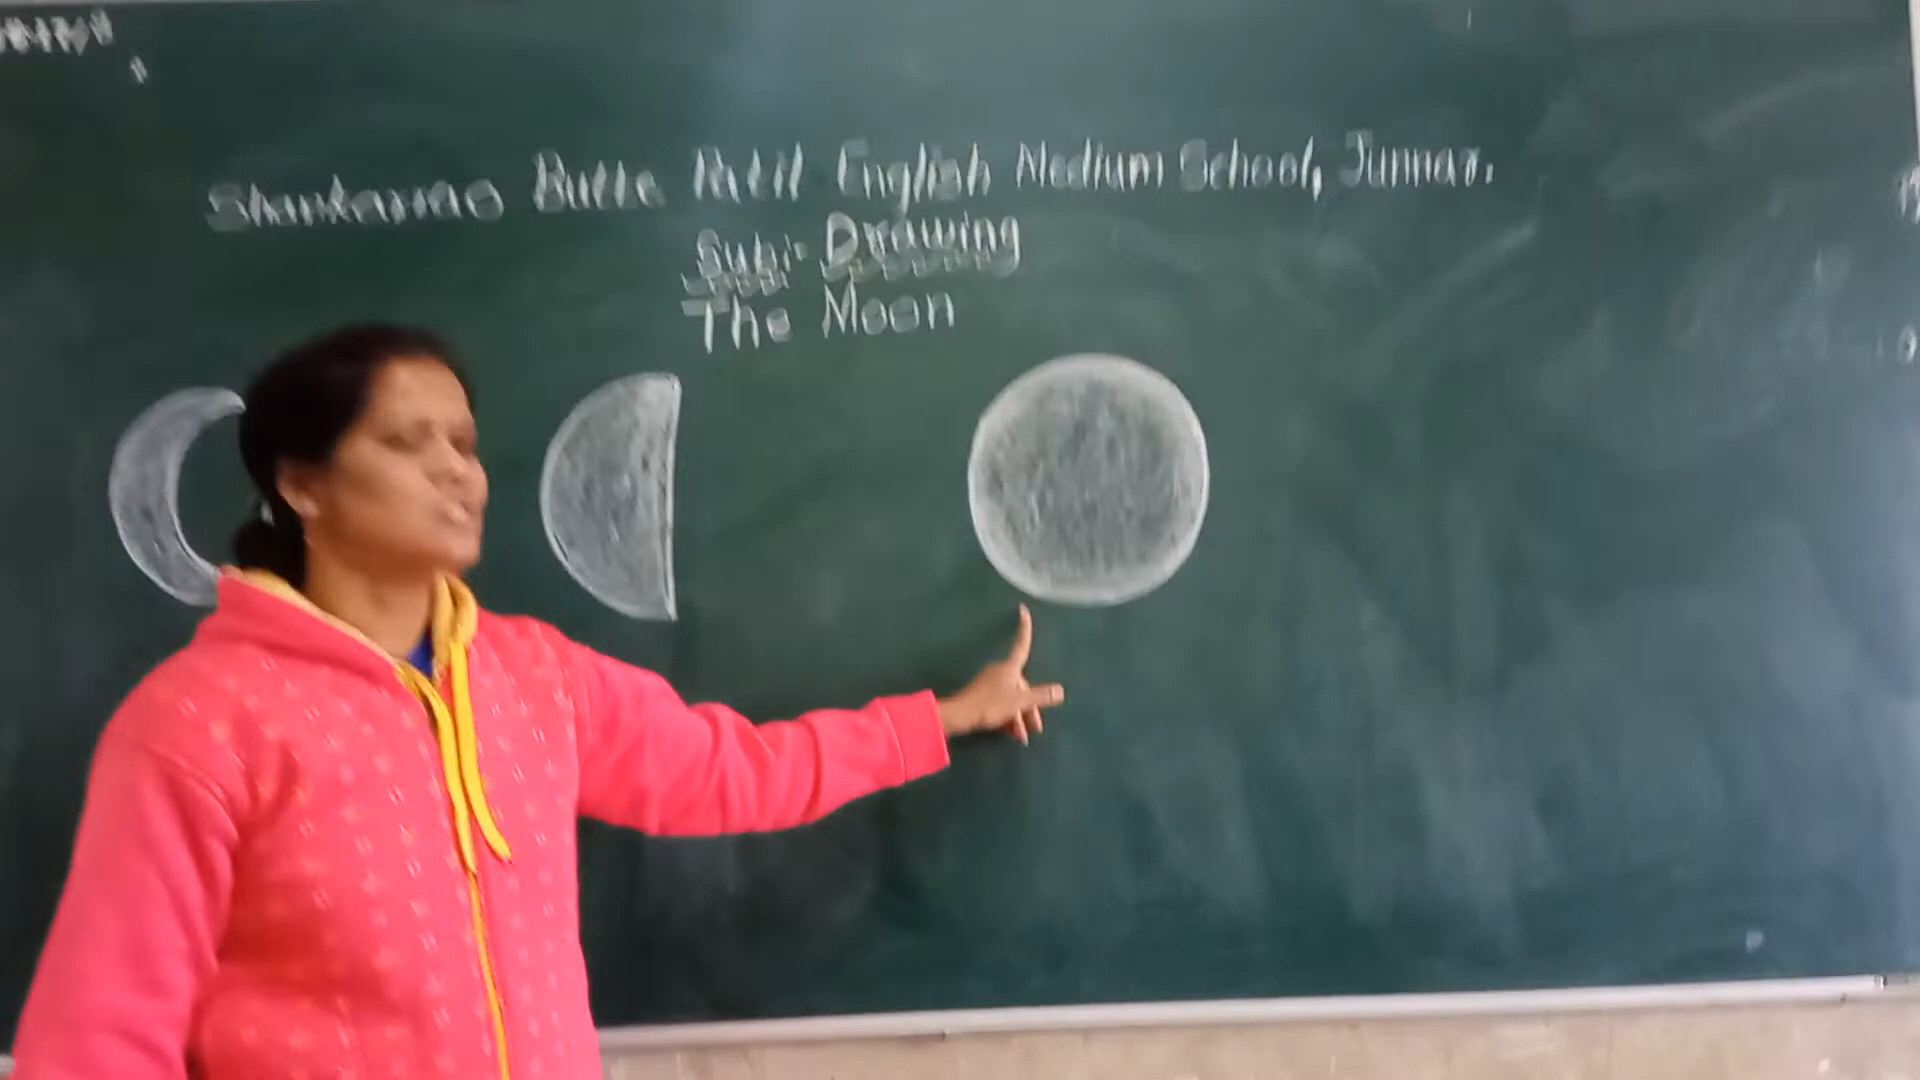 Shankarrao Butte Patil English Medium School, Junnar.
Sub:- Drawing
The Moon